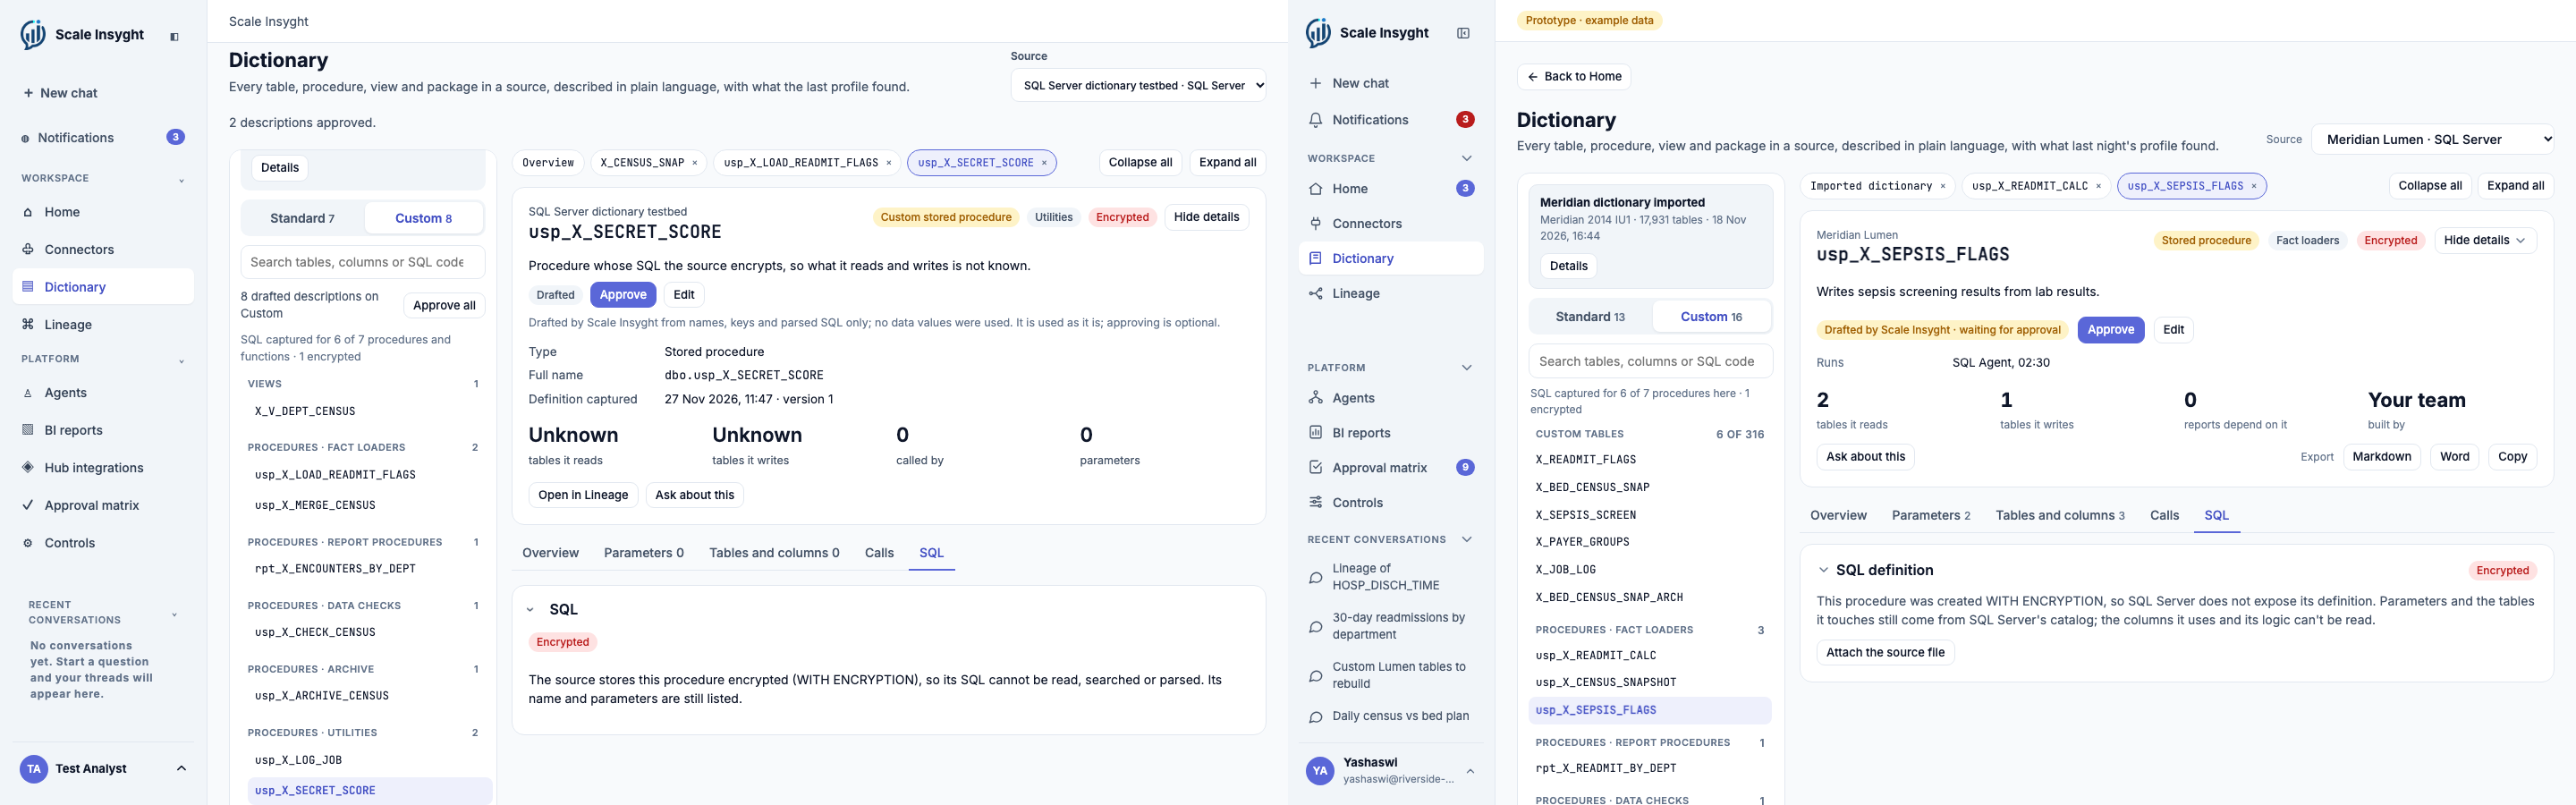 Scale Insyght
+ New chat
Notifications 3
WORKSPACE
Home
Connectors
Dictionary
Lineage
PLATFORM
Agents
BI reports
Hub integrations
Approval matrix
Controls
RECENT
CONVERSATIONS
No conversations
yet. Start a question
and your threads will
appear here.
TA Test Analyst
Scale Insyght
Dictionary
Every table, procedure, view and package in a source, described in plain language, with what the last profile found.
Source
SQL Server dictionary testbed · SQL Server
2 descriptions approved.
Details
Standard 7 Custom 8
Search tables, columns or SQL code
8 drafted descriptions on
Custom
Approve all
SQL captured for 6 of 7 procedures and
functions · 1 encrypted
VIEWS 1
X_V_DEPT_CENSUS
PROCEDURES · FACT LOADERS 2
usp_X_LOAD_READMIT_FLAGS
usp_X_MERGE_CENSUS
PROCEDURES · REPORT PROCEDURES 1
rpt_X_ENCOUNTERS_BY_DEPT
PROCEDURES · DATA CHECKS 1
usp_X_CHECK_CENSUS
PROCEDURES · ARCHIVE 1
usp_X_ARCHIVE_CENSUS
PROCEDURES · UTILITIES 2
usp_X_LOG_JOB
usp_X_SECRET_SCORE
Overview X_CENSUS_SNAP × usp_X_LOAD_READMIT_FLAGS × usp_X_SECRET_SCORE × Collapse all Expand all
SQL Server dictionary testbed
usp_X_SECRET_SCORE
Custom stored procedure Utilities Encrypted Hide details
Procedure whose SQL the source encrypts, so what it reads and writes is not known.
Drafted Approve Edit
Drafted by Scale Insyght from names, keys and parsed SQL only; no data values were used. It is used as it is; approving is optional.
Type Stored procedure
Full name dbo.usp_X_SECRET_SCORE
Definition captured 27 Nov 2026, 11:47 · version 1
Unknown Unknown 0 0
tables it reads tables it writes called by parameters
Open in Lineage Ask about this
Overview Parameters 0 Tables and columns 0 Calls SQL
SQL
Encrypted
The source stores this procedure encrypted (WITH ENCRYPTION), so its SQL cannot be read, searched or parsed. Its
name and parameters are still listed.
Scale Insyght
New chat
Notifications 3
WORKSPACE
Home 3
Connectors
Dictionary
Lineage
PLATFORM
Agents
BI reports
Approval matrix 9
Controls
RECENT CONVERSATIONS
Lineage of
HOSP_DISCH_TIME
30-day readmissions by
department
Custom Lumen tables to
rebuild
Daily census vs bed plan
YA Yashaswi
yashaswi@riverside-...
Prototype · example data
← Back to Home
Dictionary
Every table, procedure, view and package in a source, described in plain language, with what last night's profile found.
Source Meridian Lumen · SQL Server
Meridian dictionary imported
Meridian 2014 IU1 · 17,931 tables · 18 Nov
2026, 16:44
Details
Standard 13 Custom 16
Search tables, columns or SQL code
SQL captured for 6 of 7 procedures here · 1
encrypted
CUSTOM TABLES 6 OF 316
X_READMIT_FLAGS
X_BED_CENSUS_SNAP
X_SEPSIS_SCREEN
X_PAYER_GROUPS
X_JOB_LOG
X_BED_CENSUS_SNAP_ARCH
PROCEDURES · FACT LOADERS 3
usp_X_READMIT_CALC
usp_X_CENSUS_SNAPSHOT
usp_X_SEPSIS_FLAGS
PROCEDURES · REPORT PROCEDURES 1
rpt_X_READMIT_BY_DEPT
PROCEDURES · DATA CHECKS 1
Imported dictionary × usp_X_READMIT_CALC × usp_X_SEPSIS_FLAGS × Collapse all Expand all
Meridian Lumen
usp_X_SEPSIS_FLAGS
Stored procedure Fact loaders Encrypted Hide details
Writes sepsis screening results from lab results.
Drafted by Scale Insyght · waiting for approval Approve Edit
Runs SQL Agent, 02:30
2 1 0 Your team
tables it reads tables it writes reports depend on it built by
Ask about this Export Markdown Word Copy
Overview Parameters 2 Tables and columns 3 Calls SQL
SQL definition Encrypted
This procedure was created WITH ENCRYPTION, so SQL Server does not expose its definition. Parameters and the tables
it touches still come from SQL Server's catalog; the columns it uses and its logic can't be read.
Attach the source file